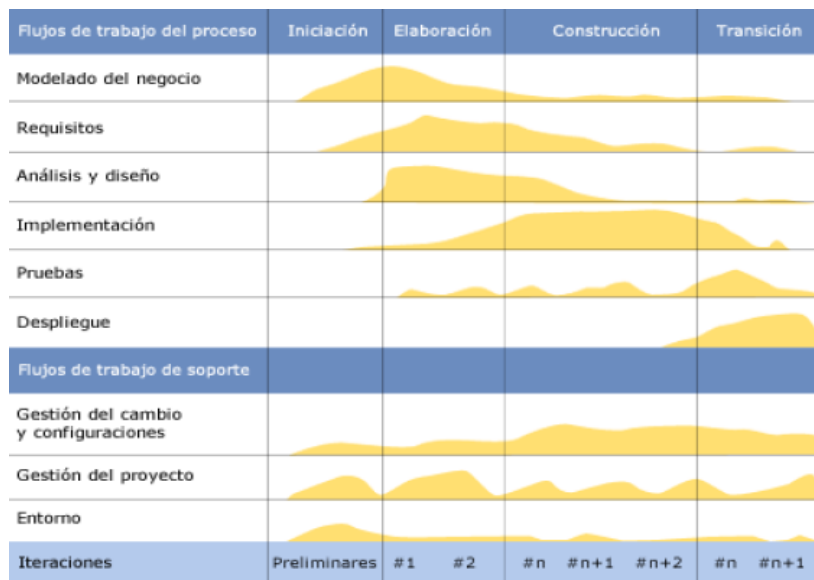 Flujos de trabajo del proceso Iniciación Elaboración Construcción Transición
Modelado del negocio
Requisitos
Análisis y diseño
Implementación
Pruebas
Despliegue
Flujos de trabajo de soporte
Gestión del cambio
y configuraciones
Gestión del proyecto
Entorno
Iteraciones Preliminares #1 #2 #n #n+1 #n+2 #n #n+1